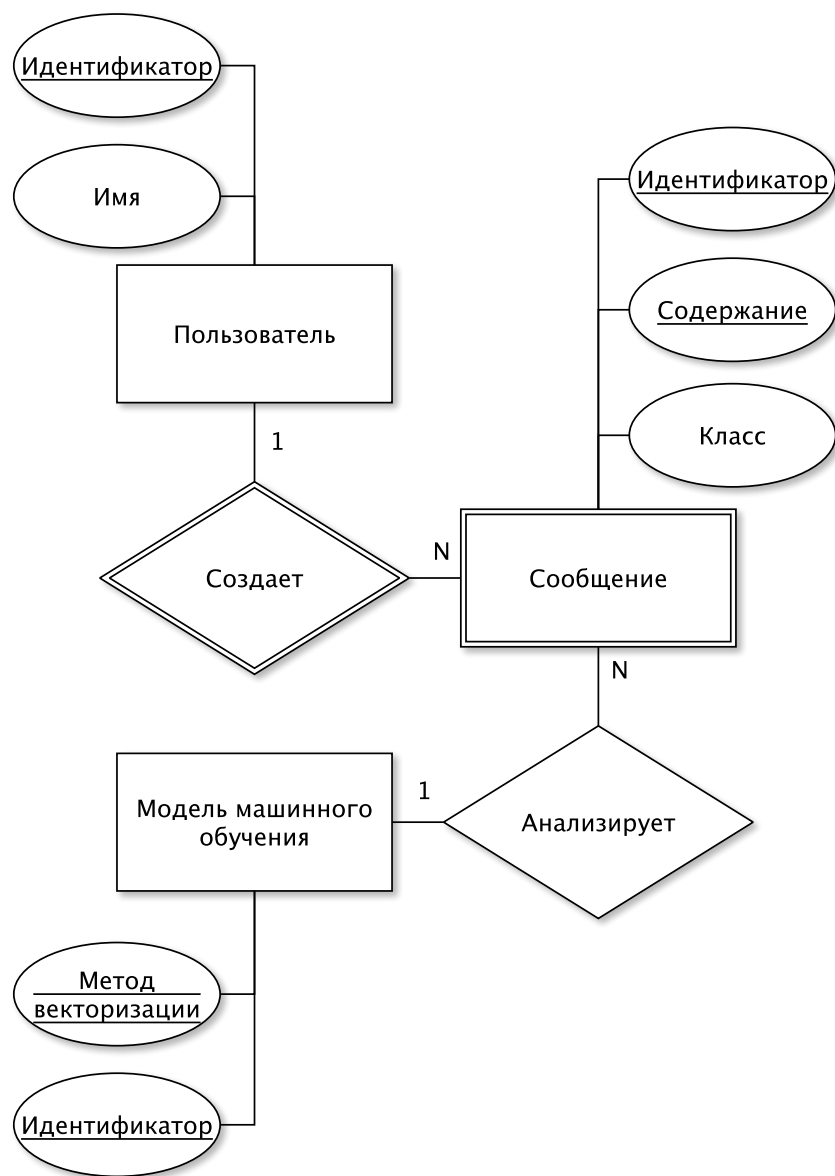 Идентификатор
Имя
Пользователь
1
Идентификатор
Содержание
Класс
Создает
N
Сообщение
N
Модель машинного
обучения
1
Анализирует
Метод
векторизации
Идентификатор